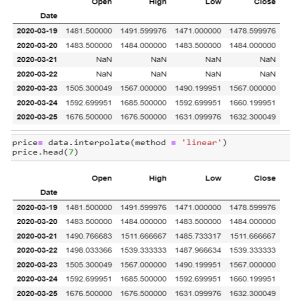 Open High Low Close
Date
2020-03-19 1481.500000 1491.599976 1471.000000 1478.599976
2020-03-20 1483.500000 1484.000000 1483.500000 1484.000000
2020-03-21 NaN NaN NaN NaN
2020-03-22 NaN NaN NaN NaN
2020-03-23 1505.300049 1567.000000 1490.199951 1567.000000
2020-03-24 1592.699951 1685.500000 1592.699951 1660.199951
2020-03-25 1676.500000 1676.500000 1631.099976 1632.300049
price= data.interpolate(method = 'linear')
price.head(7)
Open High Low Close
Date
2020-03-19 1481.500000 1491.599976 1471.000000 1478.599976
2020-03-20 1483.500000 1484.000000 1483.500000 1484.000000
2020-03-21 1490.766683 1511.666667 1485.733317 1511.666667
2020-03-22 1498.033366 1539.333333 1487.966634 1539.333333
2020-03-23 1505.300049 1567.000000 1490.199951 1567.000000
2020-03-24 1592.699951 1685.500000 1592.699951 1660.199951
2020-03-25 1676.500000 1676.500000 1631.099976 1632.300049